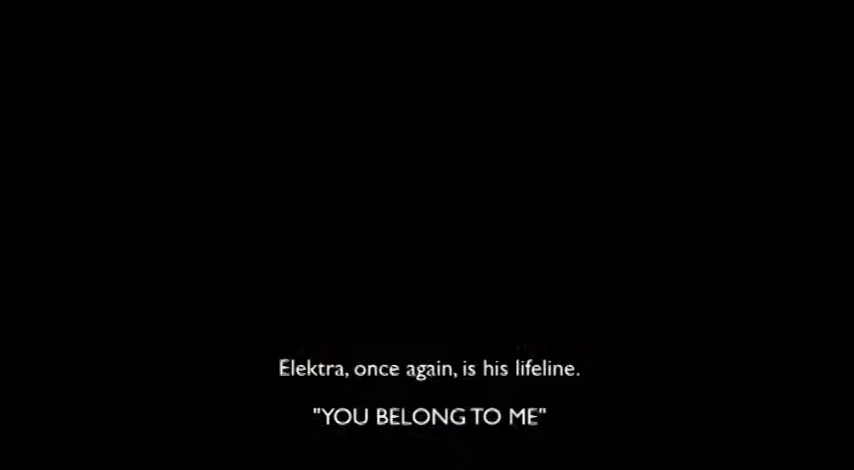 Elektra, once again, is his lifeline.
"YOU BELONG TO ME"